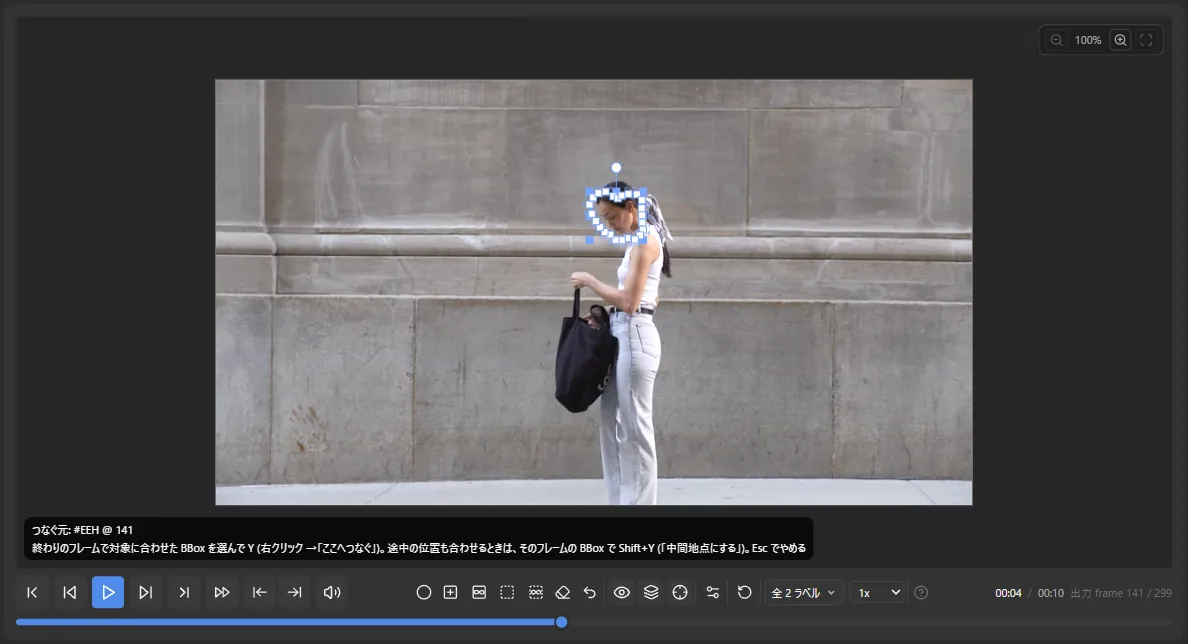 100%
つなぐ元: #EEH @ 141
終わりのフレームで対象に合わせた BBox を選んで Y (右クリック →「ここへつなぐ」)。途中の位置も合わせるときは、そのフレームの BBox で Shift+Y (「中間地点にする」)。Esc でやめる
全 2 ラベル 1x 00:04 / 00:10 出力 frame 141 / 299